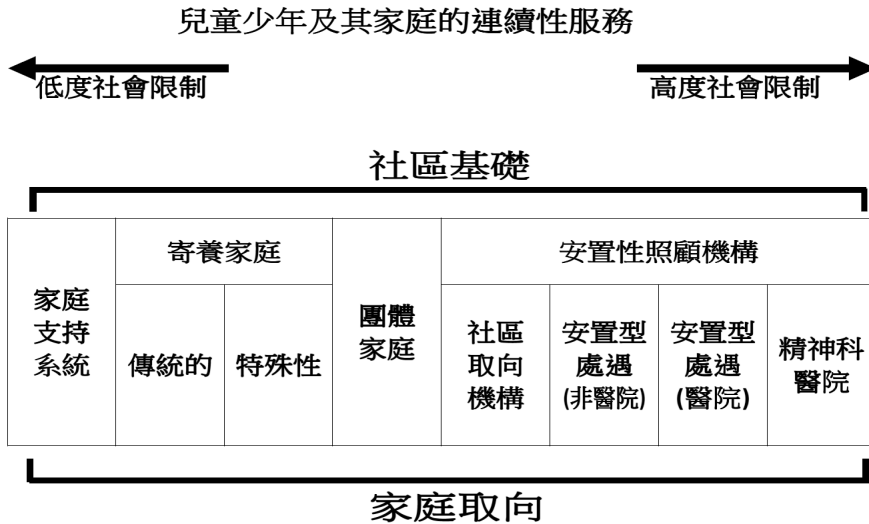 兒童少年及其家庭的連續性服務
低度社會限制
高度社會限制
社區基礎
家庭
支持
系統
寄養家庭
傳統的
特殊性
團體
家庭
安置性照顧機構
社區
取向
機構
安置型
處遇
(非醫院)
安置型
處遇
(醫院)
精神科
醫院
家庭取向